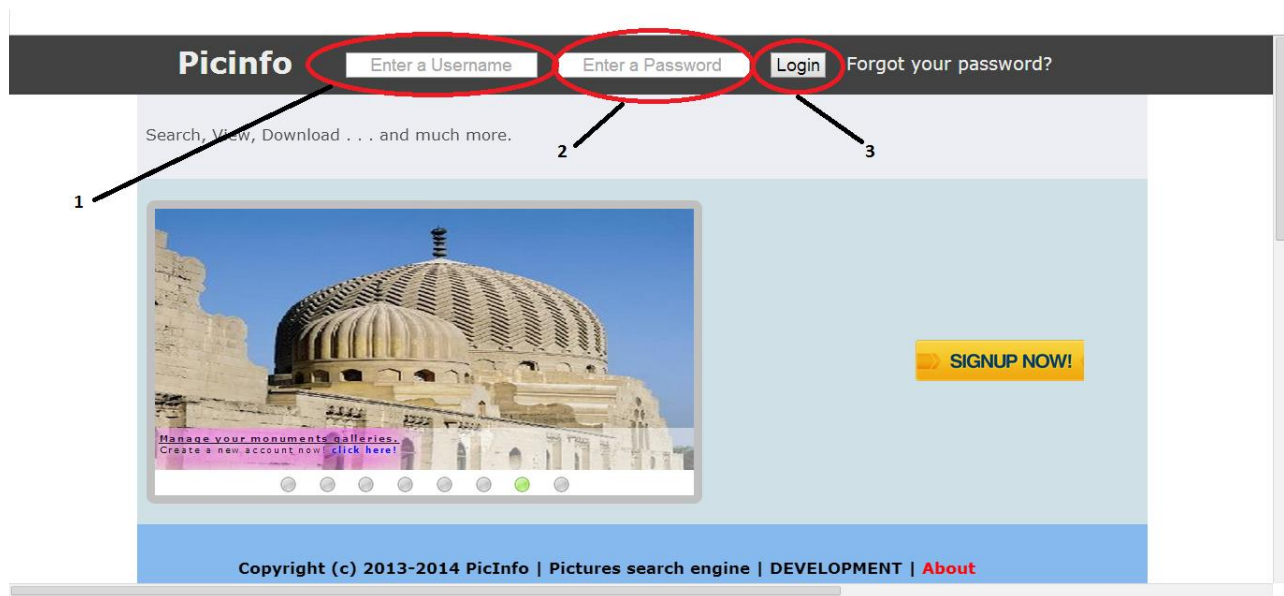 Picinfo Enter a Username Enter a Password Login Forgot your password?
Search, View, Download . . . and much more.
2
3
1
SIGNUP NOW!
Manage your monuments galleries.
Create a new account now! click here!
Copyright (c) 2013-2014 PicInfo | Pictures search engine | DEVELOPMENT | About